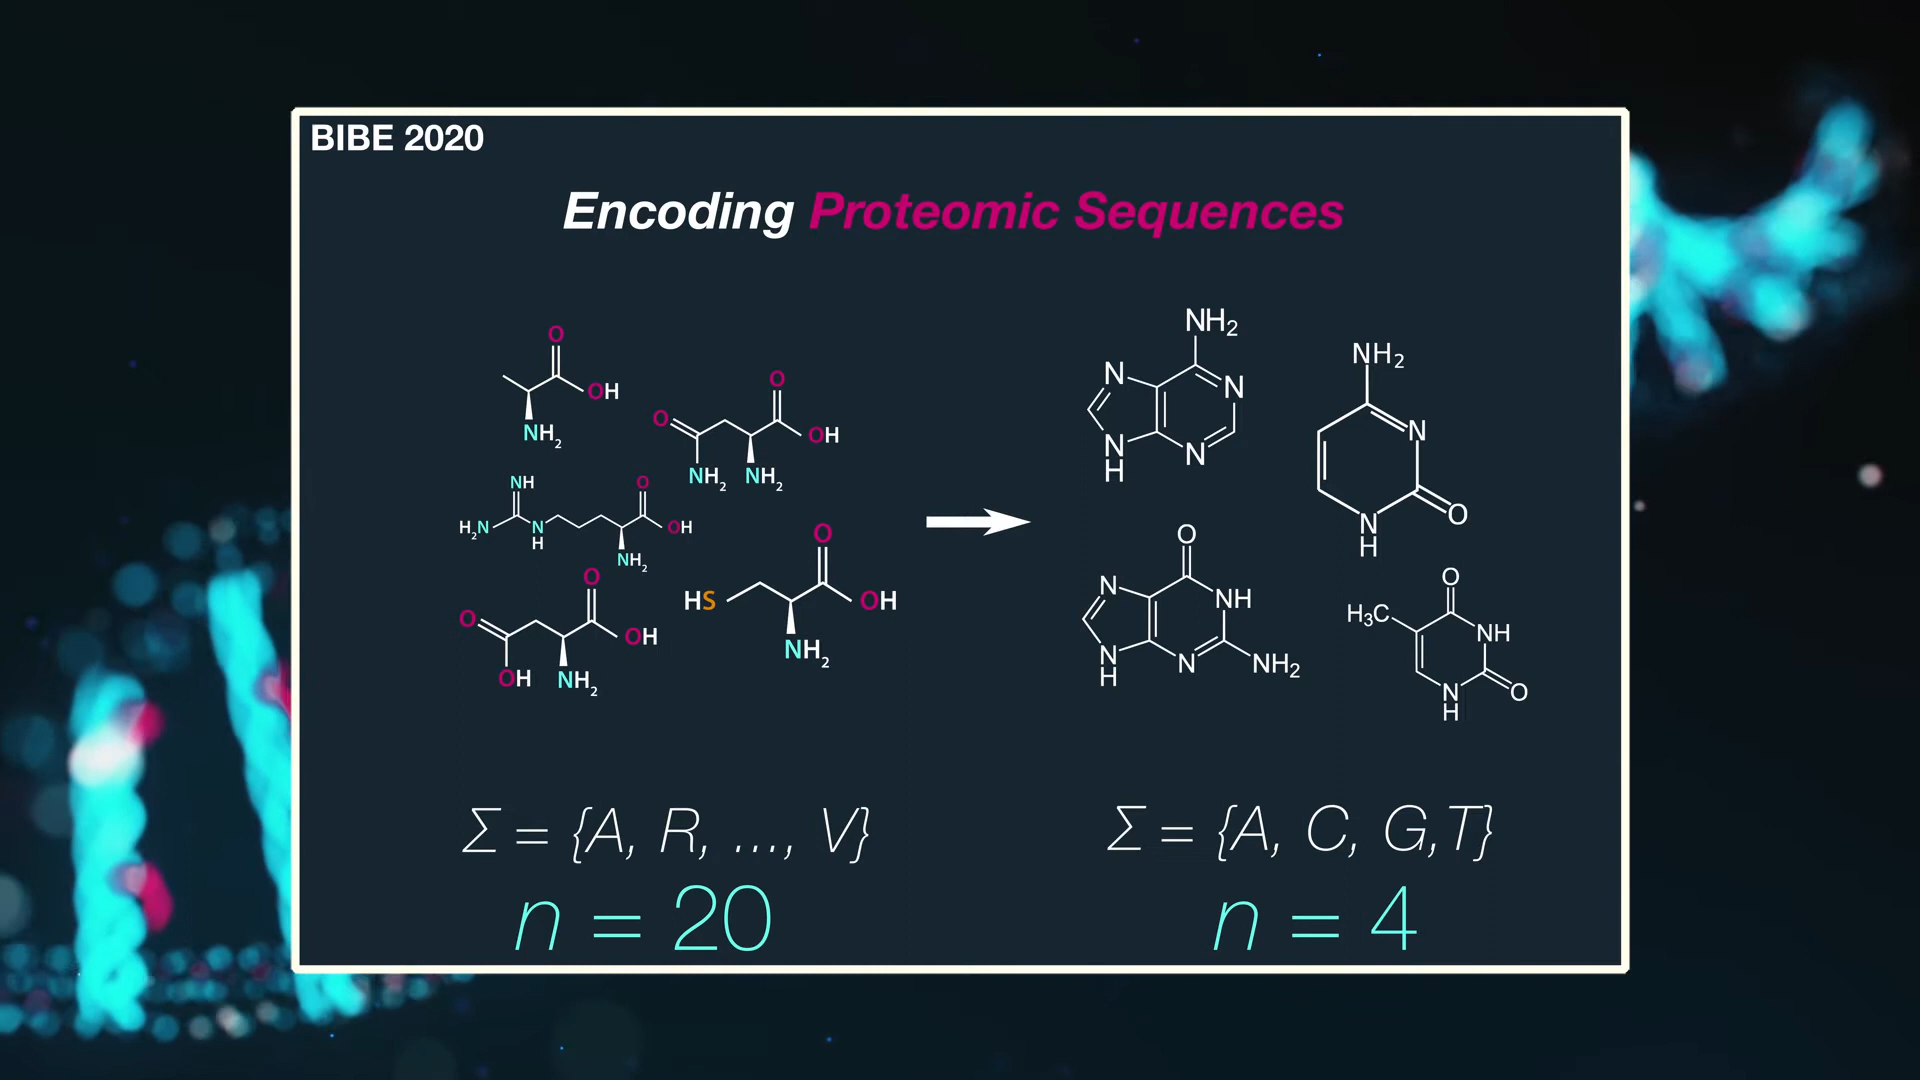 BIBE 2020
Encoding Proteomic Sequences
O
OH
NH2
O
O
OH
NH2
NH2
NH
H2N
N
H
O
OH
NH2
O
O
OH
OH
NH2
HS
O
OH
NH2
NH2
N
N
N
H
N
NH2
N
N
H
O
O
N
NH
N
H
N
NH2
O
H3C
NH
N
H
O
Σ = {A, R, ..., V}
Σ = {A, C, G,T}
n = 20
n = 4